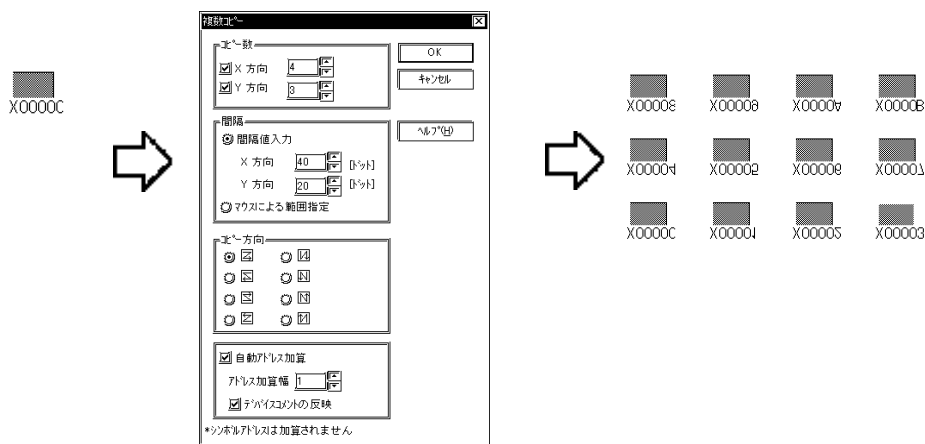 複数ｺﾋﾟｰ
ｺﾋﾟｰ数
X 方向 4
Y 方向 3
OK
ｷｬﾝｾﾙ
ﾍﾙﾌﾟ(H)
間隔
間隔値入力
X 方向 40 [ﾄﾞｯﾄ]
Y 方向 20 [ﾄﾞｯﾄ]
ﾏｳｽによる範囲指定
ｺﾋﾟｰ方向
自動ｱﾄﾞﾚｽ加算
ｱﾄﾞﾚｽ加算幅 1
ﾃﾞﾊﾞｲｽｺﾒﾝﾄの反映
*ｼﾝﾎﾞﾙｱﾄﾞﾚｽは加算されません
X0000C
X00008 X00009 X0000A X0000B
X00004 X00005 X00006 X00007
X0000C X00001 X00002 X00003